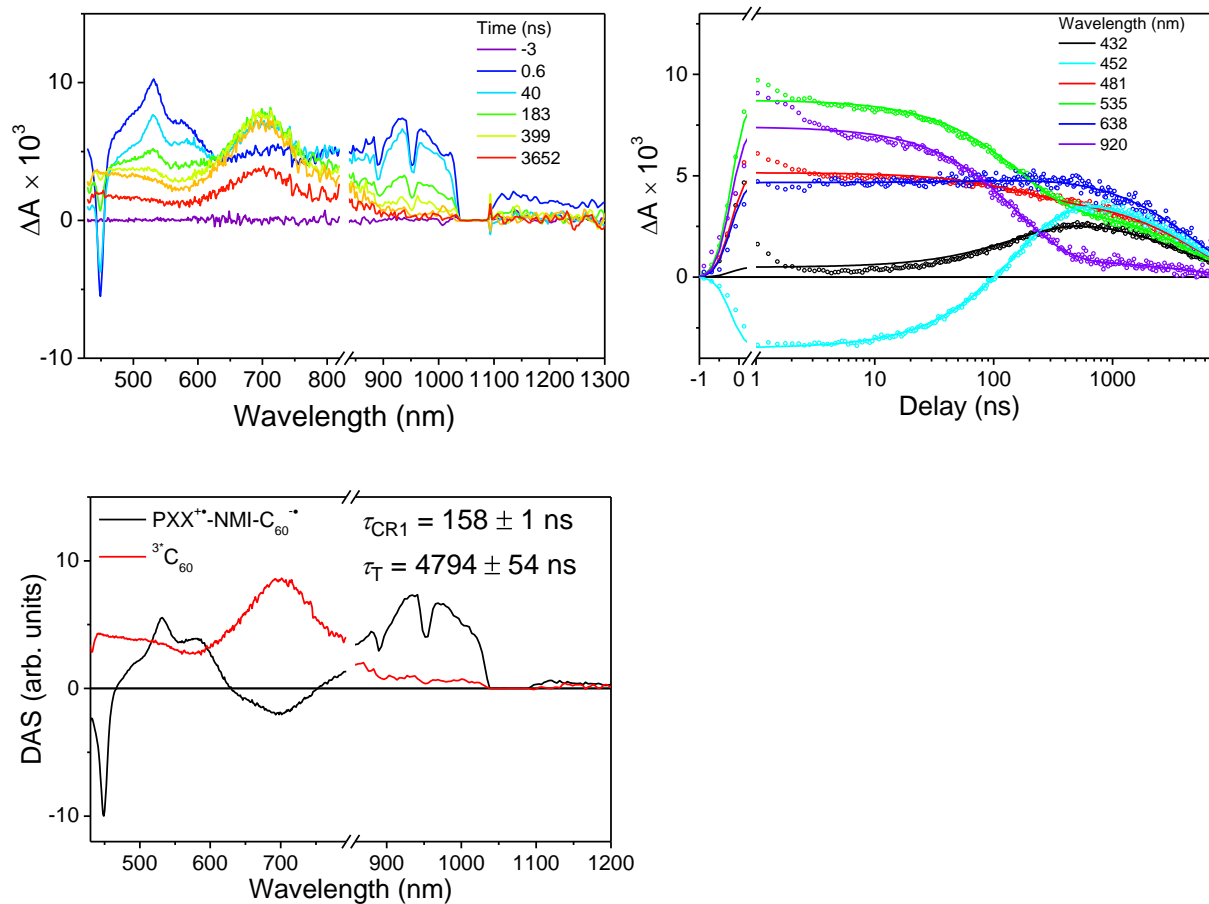 Time (ns)
-3
0.6
40
183
399
3652
10
0
-10
ΔA × 10³
500 600 700 800 900 1000 1100 1200 1300
Wavelength (nm)
Wavelength (nm)
432
452
481
535
638
920
10
5
0
ΔA × 10³
-1 0 1 10 100 1000
Delay (ns)
PXX⁺•-NMI-C₆₀⁻•
³*C₆₀
τCR1 = 158 ± 1 ns
τT = 4794 ± 54 ns
10
0
-10
DAS (arb. units)
500 600 700 900 1000 1100 1200
Wavelength (nm)